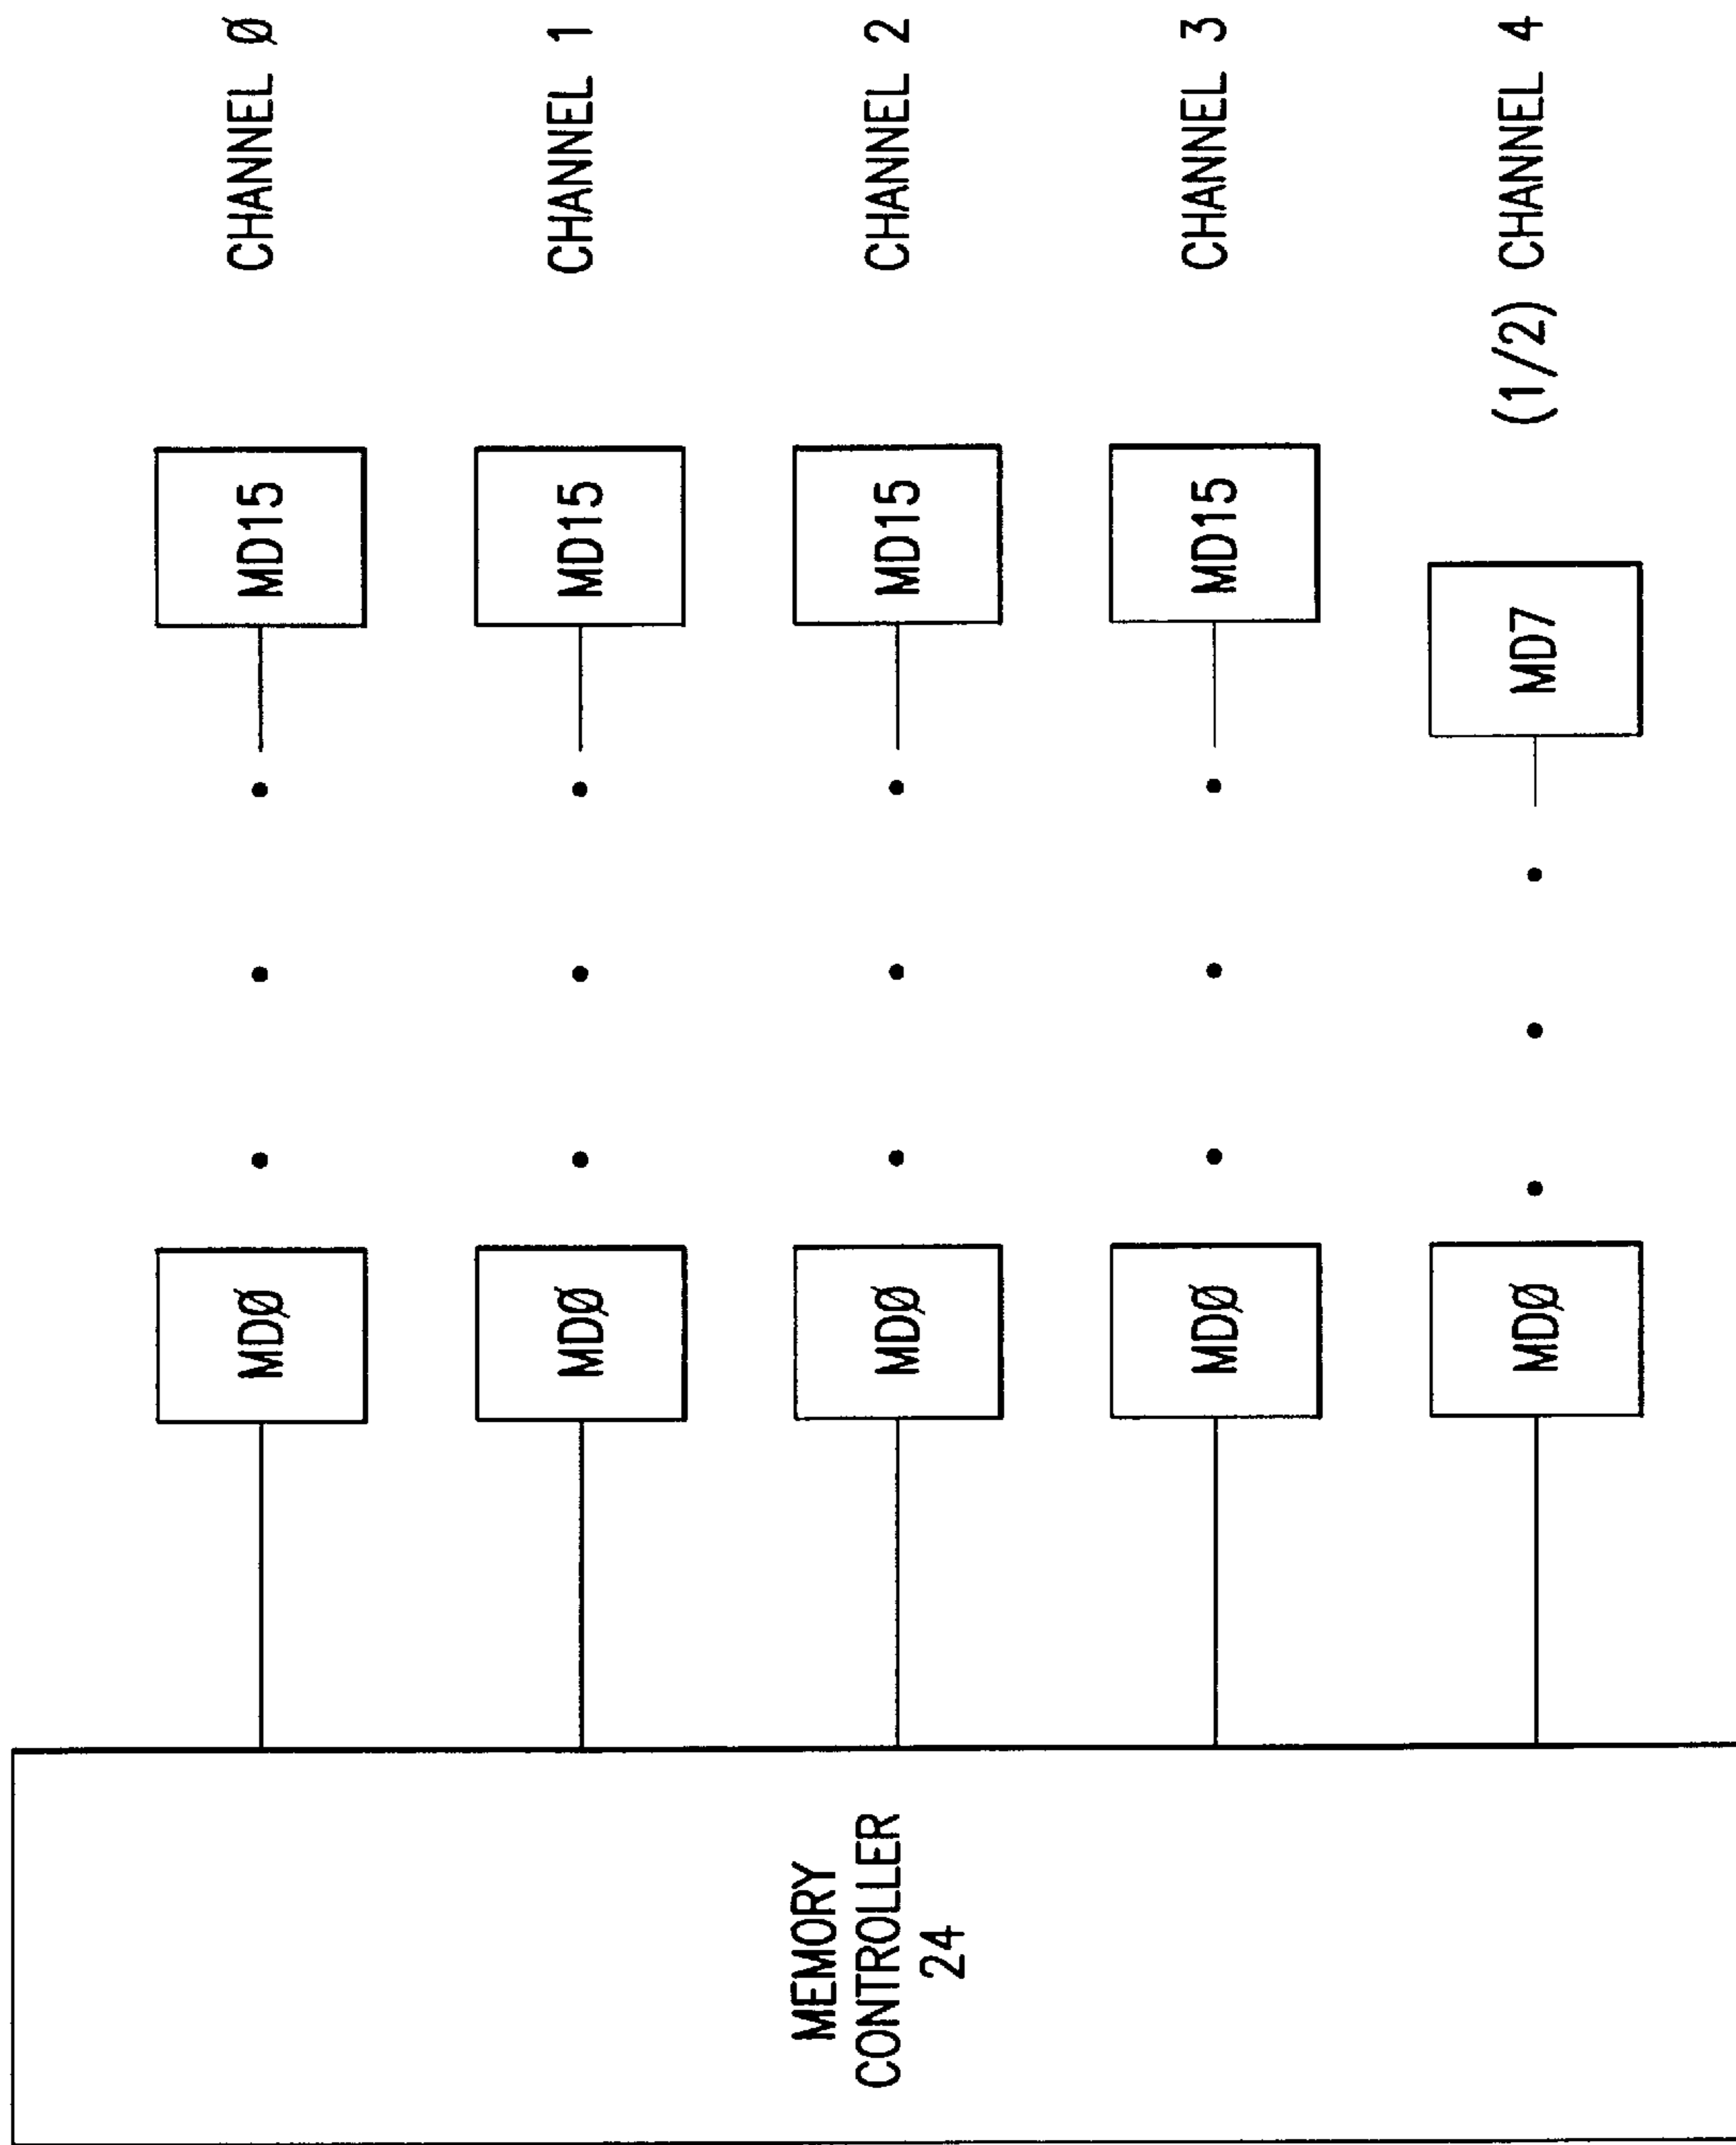 MEMORY
CONTROLLER
24
MDØ
MD15
CHANNEL Ø
MDØ
MD15
CHANNEL 1
MDØ
MD15
CHANNEL 2
MDØ
MD15
CHANNEL 3
MDØ
MD7
(1/2) CHANNEL 4